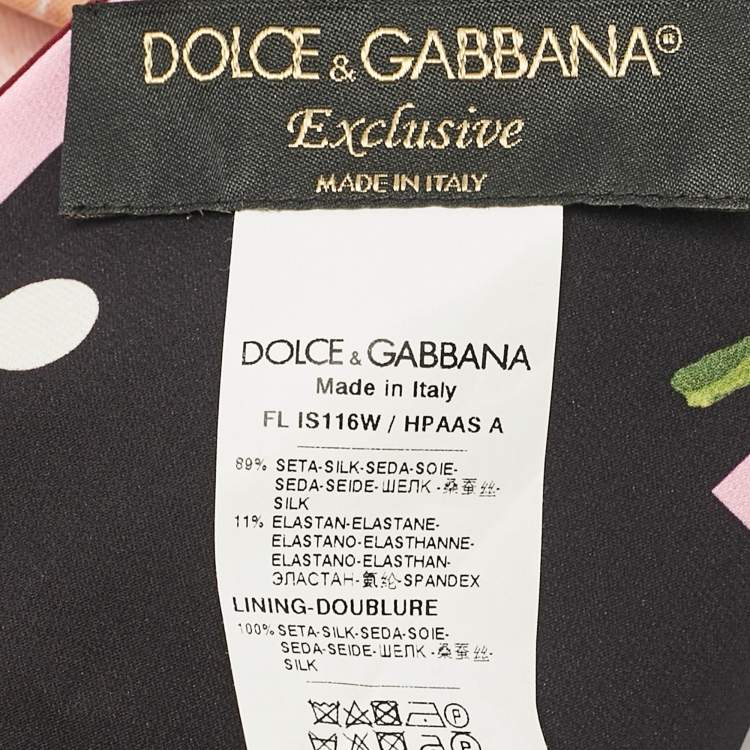 DOLCE & GABBANA®
Exclusive
MADE IN ITALY
DOLCE & GABBANA
Made in Italy
FL IS116W / HPAAS A
89% SETA-SILK-SEDA-SOIE-
SEDA-SEIDE-ШЕЛК-桑蚕丝-
SILK
11% ELASTAN-ELASTANE-
ELASTANO-ELASTHANNE-
ELASTANO-ELASTHAN-
ЭЛАСТАН-氨纶-SPANDEX
LINING-DOUBLURE
100% SETA-SILK-SEDA-SOIE-
SEDA-SEIDE-ШЕЛК-桑蚕丝-
SILK